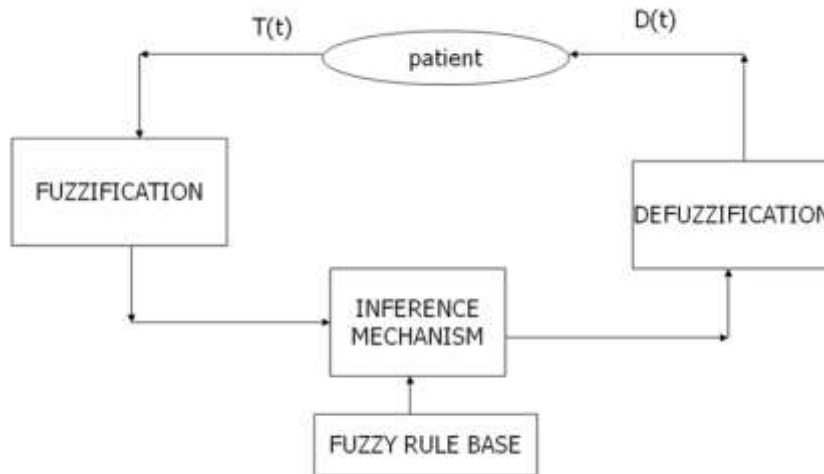 T(t)
D(t)
patient
FUZZIFICATION
DEFUZZIFICATION
INFERENCE
MECHANISM
FUZZY RULE BASE